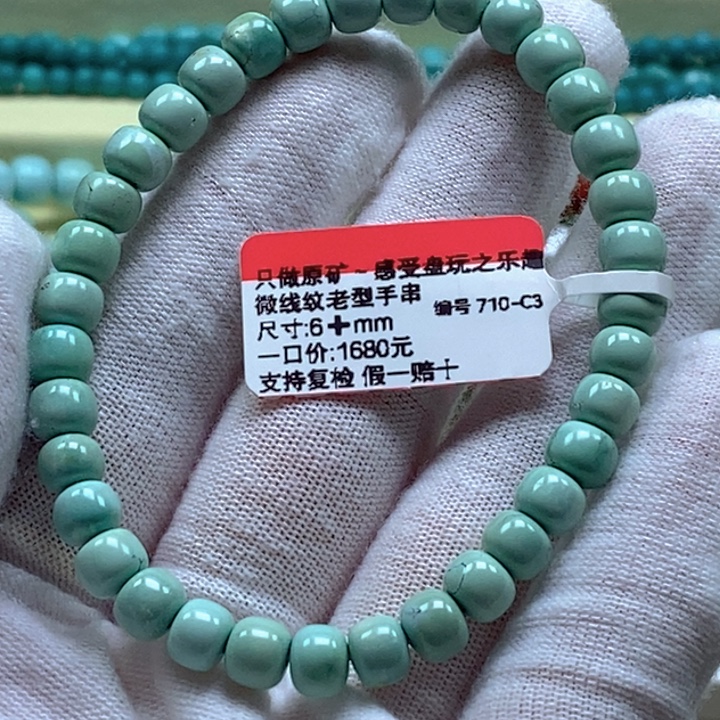 只做原矿～感受盘玩之乐趣
微线纹老型手串
编号 710-C3
尺寸:6+mm
一口价:1680元
支持复检 假一赔十